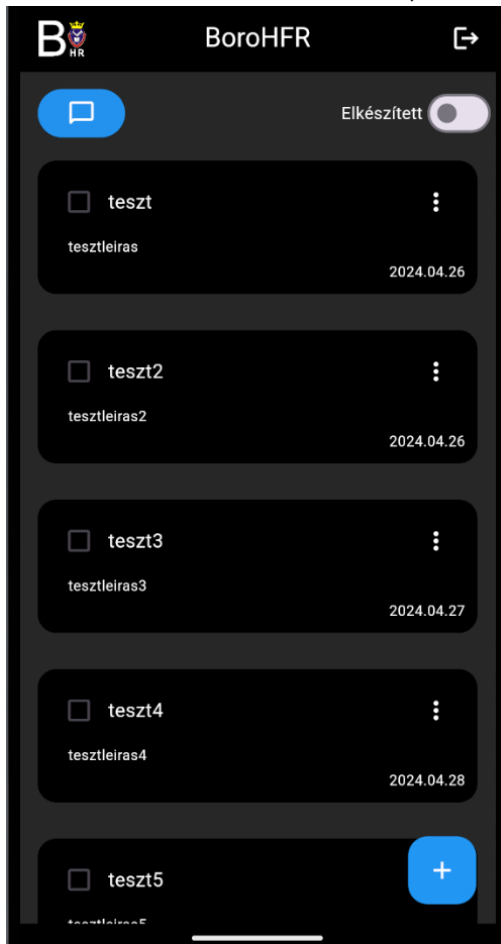 B HR BoroHFR
Elkészített
teszt
tesztleiras
2024.04.26
teszt2
tesztleiras2
2024.04.26
teszt3
tesztleiras3
2024.04.27
teszt4
tesztleiras4
2024.04.28
teszt5
tesztleiras5